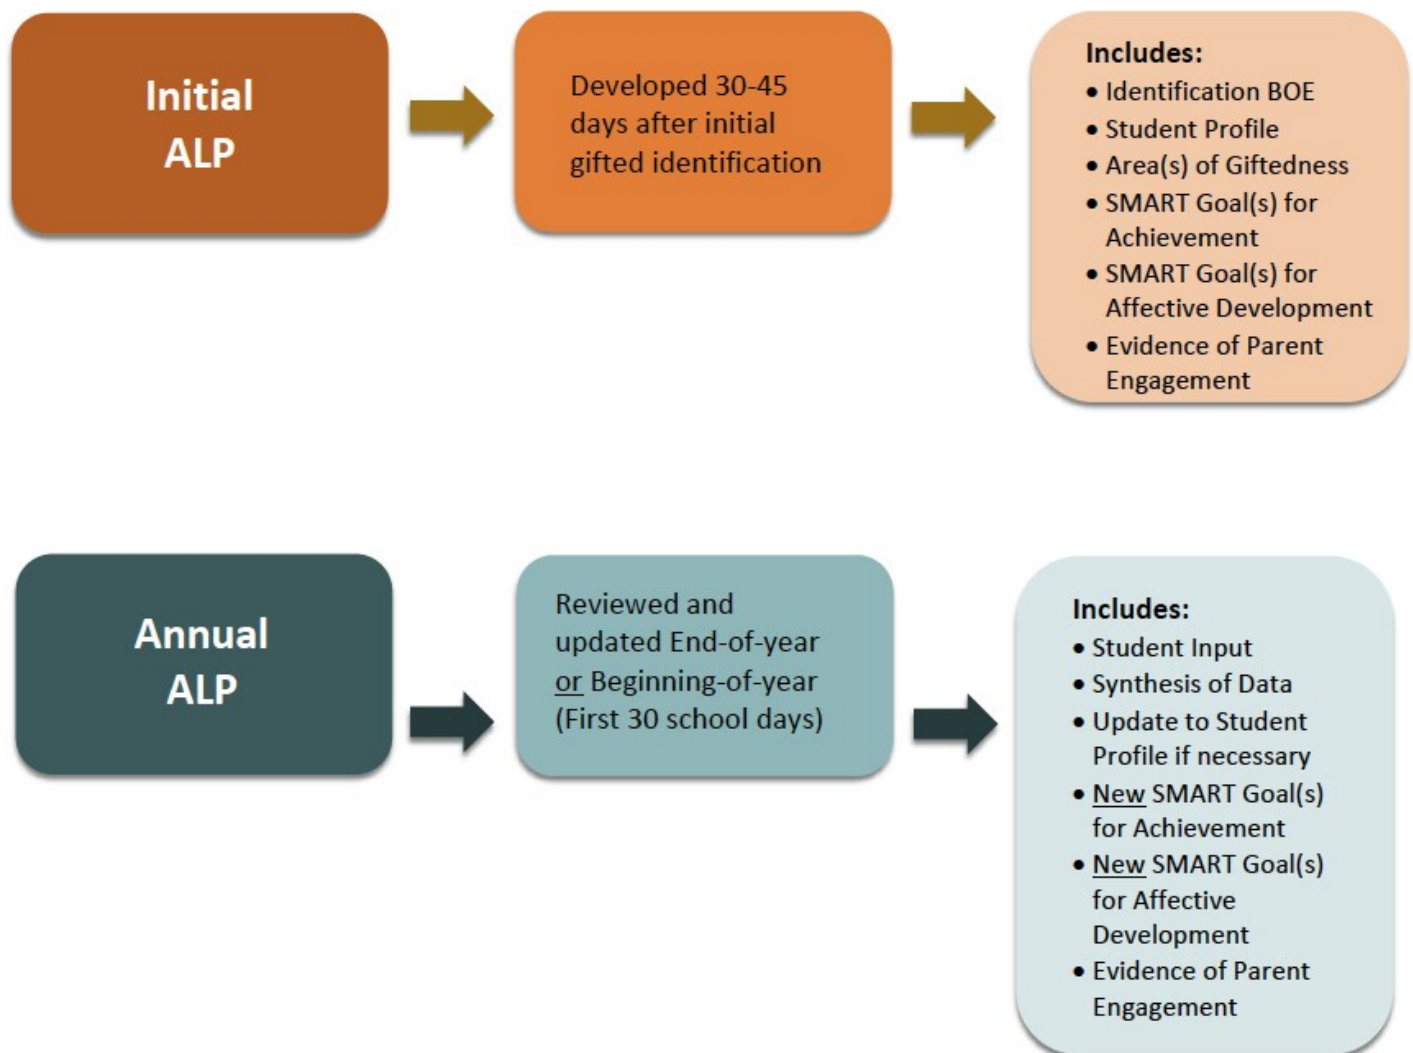 Initial
ALP
Developed 30-45
days after initial
gifted identification
Includes:
• Identification BOE
• Student Profile
• Area(s) of Giftedness
• SMART Goal(s) for
Achievement
• SMART Goal(s) for
Affective Development
• Evidence of Parent
Engagement
Annual
ALP
Reviewed and
updated End-of-year
or Beginning-of-year
(First 30 school days)
Includes:
• Student Input
• Synthesis of Data
• Update to Student
Profile if necessary
• New SMART Goal(s)
for Achievement
• New SMART Goal(s)
for Affective
Development
• Evidence of Parent
Engagement